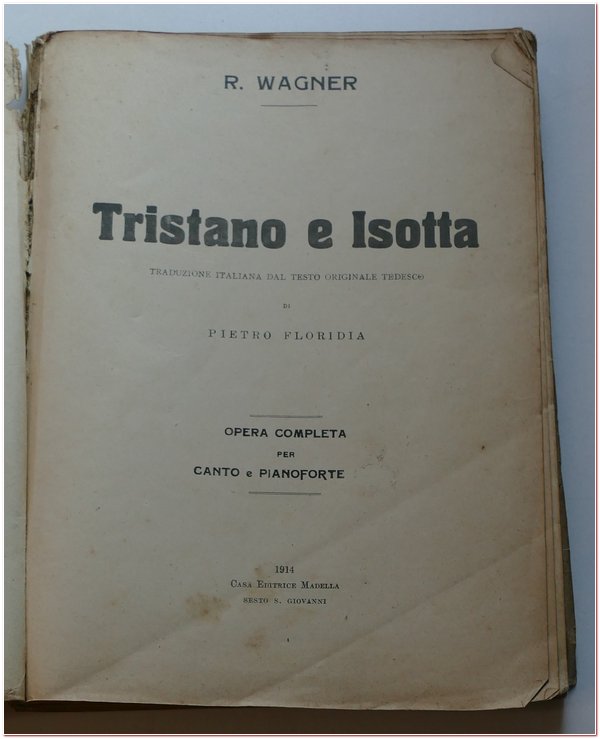 R. WAGNER
Tristano e Isotta
TRADUZIONE ITALIANA DAL TESTO ORIGINALE TEDESCO
DI
PIETRO FLORIDIA
OPERA COMPLETA
PER
CANTO e PIANOFORTE
1914
CASA EDITRICE MADELLA
SESTO S. GIOVANNI